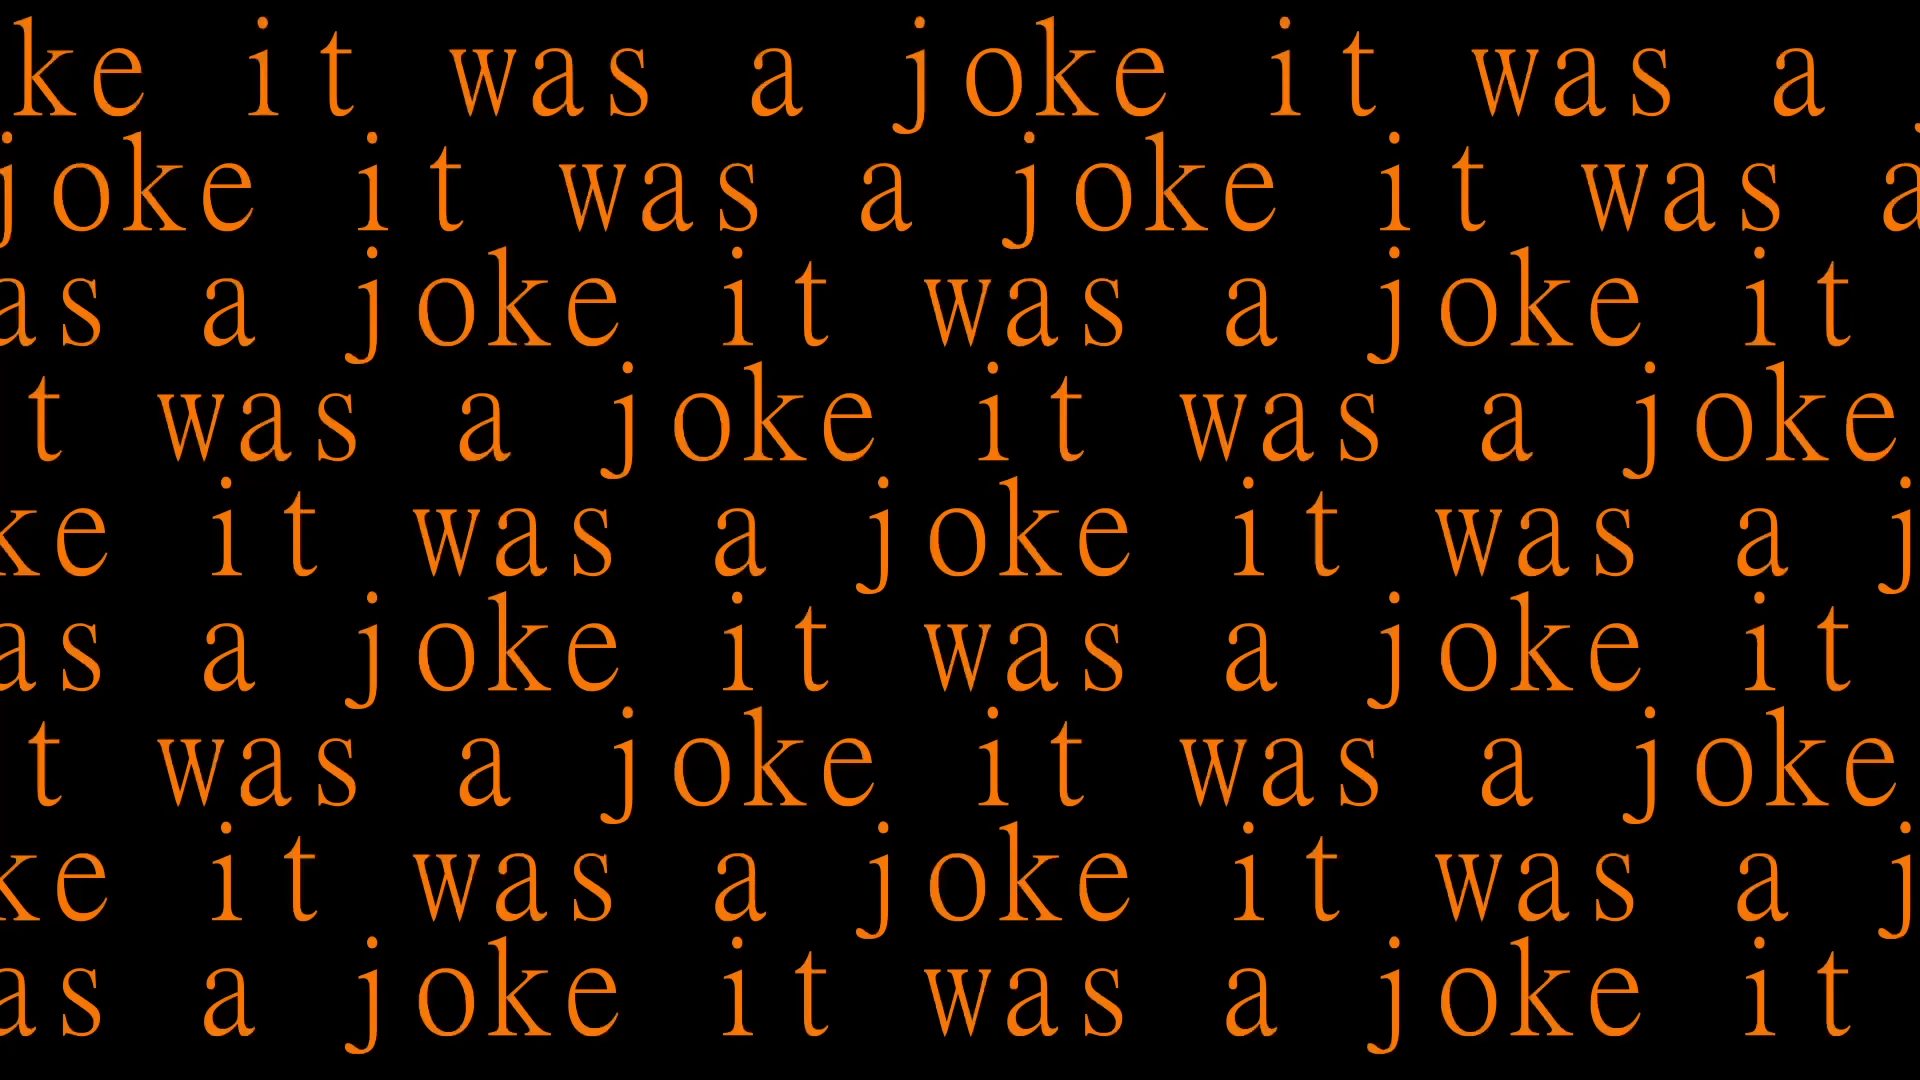 ke it was a joke it was a
joke it was a joke it was a
as a joke it was a joke it
t was a joke it was a joke
ke it was a joke it was a j
as a joke it was a joke it
t was a joke it was a joke
ke it was a joke it was a j
as a joke it was a joke it